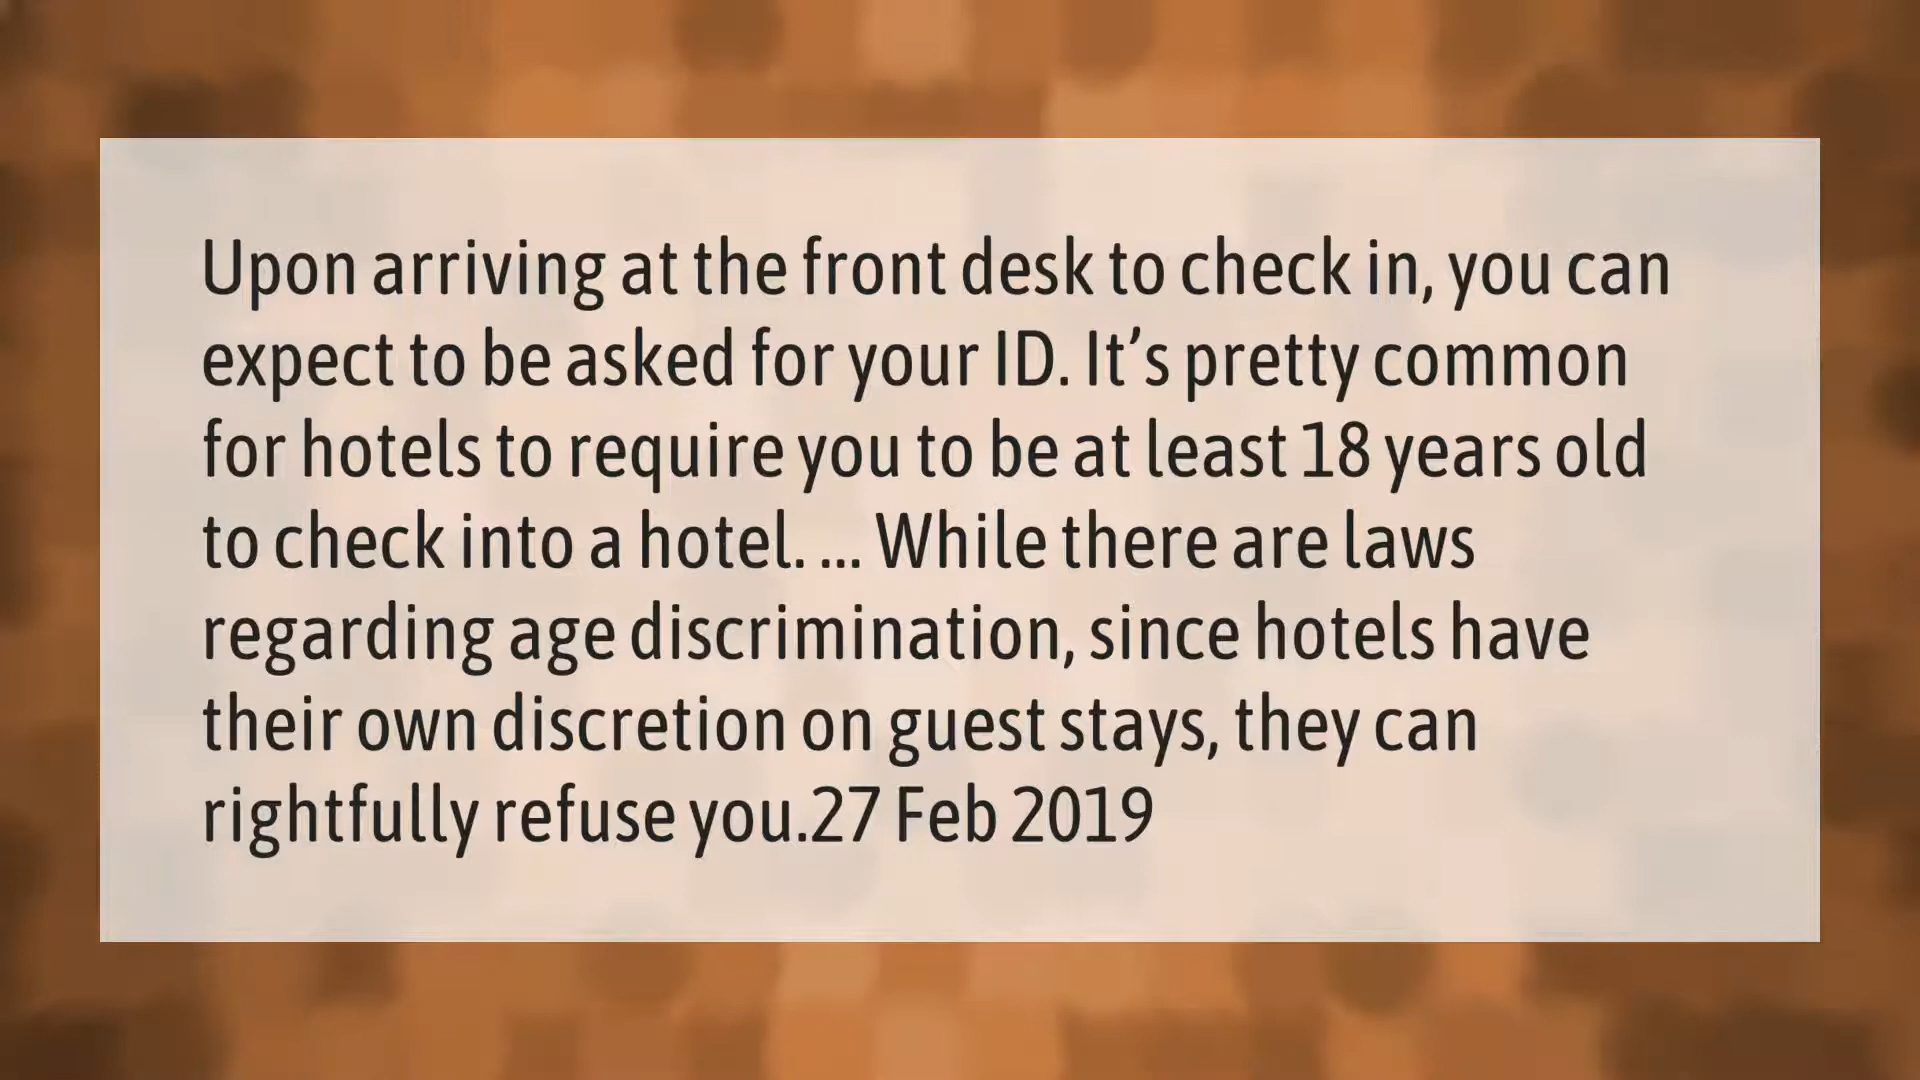 Upon arriving at the front desk to check in, you can
expect to be asked for your ID. It’s pretty common
for hotels to require you to be at least 18 years old
to check into a hotel. ... While there are laws
regarding age discrimination, since hotels have
their own discretion on guest stays, they can
rightfully refuse you.27 Feb 2019